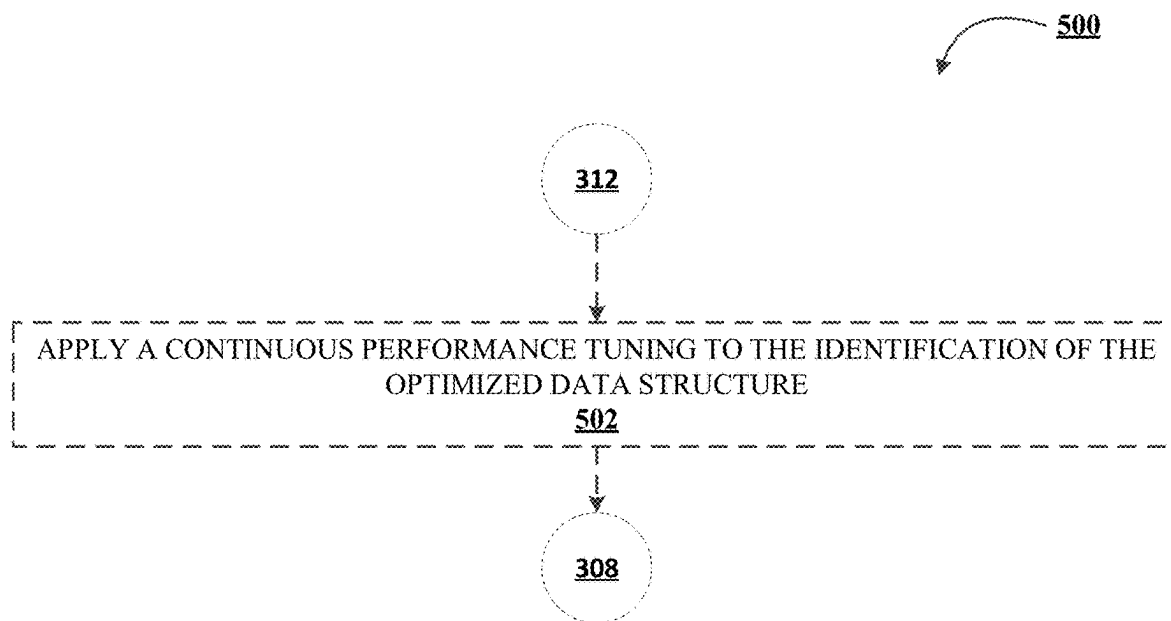 500
312
APPLY A CONTINUOUS PERFORMANCE TUNING TO THE IDENTIFICATION OF THE
OPTIMIZED DATA STRUCTURE
502
308